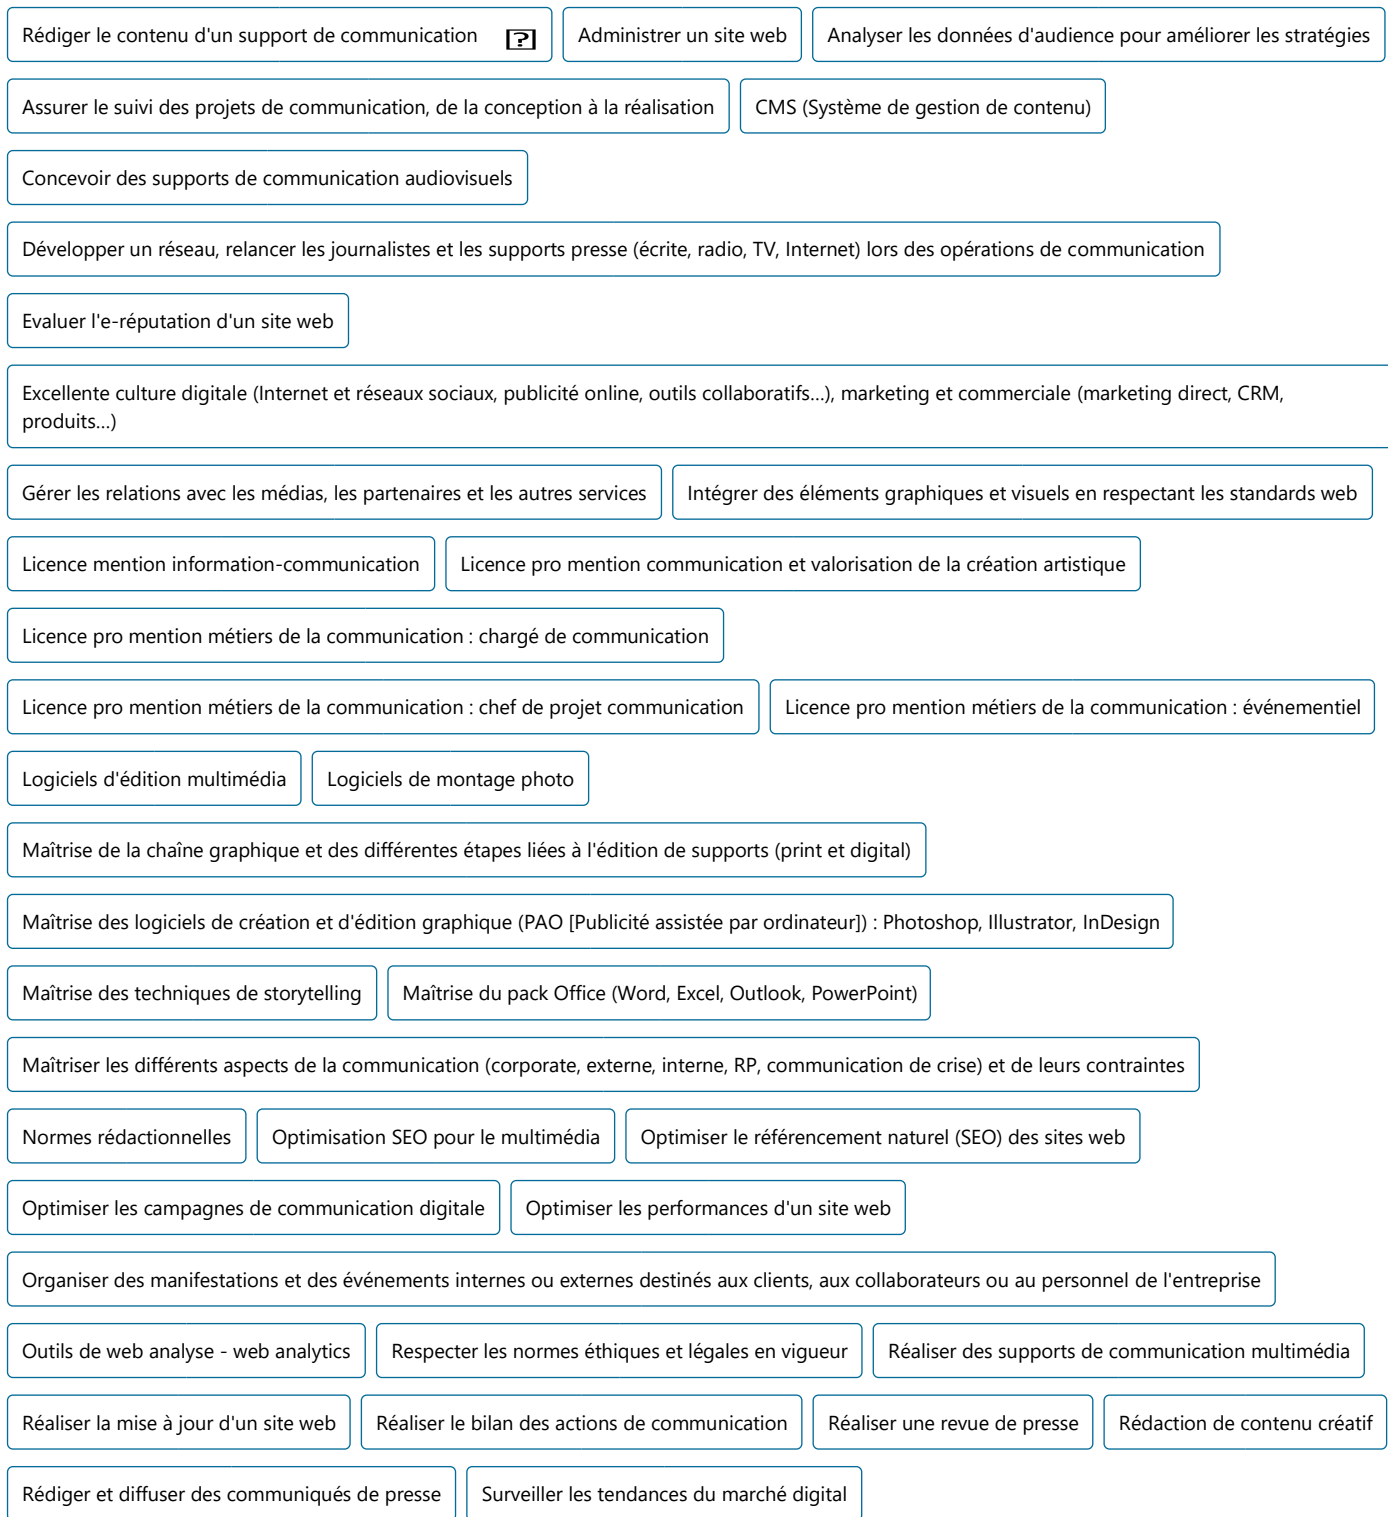 Rédiger le contenu d'un support de communication
Administrer un site web
Analyser les données d'audience pour améliorer les stratégies
Assurer le suivi des projets de communication, de la conception à la réalisation
CMS (Système de gestion de contenu)
Concevoir des supports de communication audiovisuels
Développer un réseau, relancer les journalistes et les supports presse (écrite, radio, TV, Internet) lors des opérations de communication
Evaluer l'e-réputation d'un site web
Excellente culture digitale (Internet et réseaux sociaux, publicité online, outils collaboratifs…), marketing et commerciale (marketing direct, CRM,
produits…)
Gérer les relations avec les médias, les partenaires et les autres services
Intégrer des éléments graphiques et visuels en respectant les standards web
Licence mention information-communication
Licence pro mention communication et valorisation de la création artistique
Licence pro mention métiers de la communication : chargé de communication
Licence pro mention métiers de la communication : chef de projet communication
Licence pro mention métiers de la communication : événementiel
Logiciels d'édition multimédia
Logiciels de montage photo
Maîtrise de la chaîne graphique et des différentes étapes liées à l'édition de supports (print et digital)
Maîtrise des logiciels de création et d'édition graphique (PAO [Publicité assistée par ordinateur]) : Photoshop, Illustrator, InDesign
Maîtrise des techniques de storytelling
Maîtrise du pack Office (Word, Excel, Outlook, PowerPoint)
Maîtriser les différents aspects de la communication (corporate, externe, interne, RP, communication de crise) et de leurs contraintes
Normes rédactionnelles
Optimisation SEO pour le multimédia
Optimiser le référencement naturel (SEO) des sites web
Optimiser les campagnes de communication digitale
Optimiser les performances d'un site web
Organiser des manifestations et des événements internes ou externes destinés aux clients, aux collaborateurs ou au personnel de l'entreprise
Outils de web analyse - web analytics
Respecter les normes éthiques et légales en vigueur
Réaliser des supports de communication multimédia
Réaliser la mise à jour d'un site web
Réaliser le bilan des actions de communication
Réaliser une revue de presse
Rédaction de contenu créatif
Rédiger et diffuser des communiqués de presse
Surveiller les tendances du marché digital